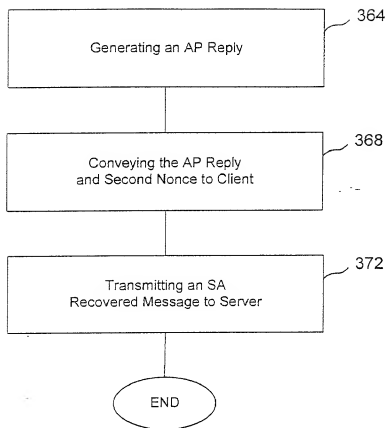 364
Generating an AP Reply
368
Conveying the AP Reply
and Second Nonce to Client
372
Transmitting an SA
Recovered Message to Server
END